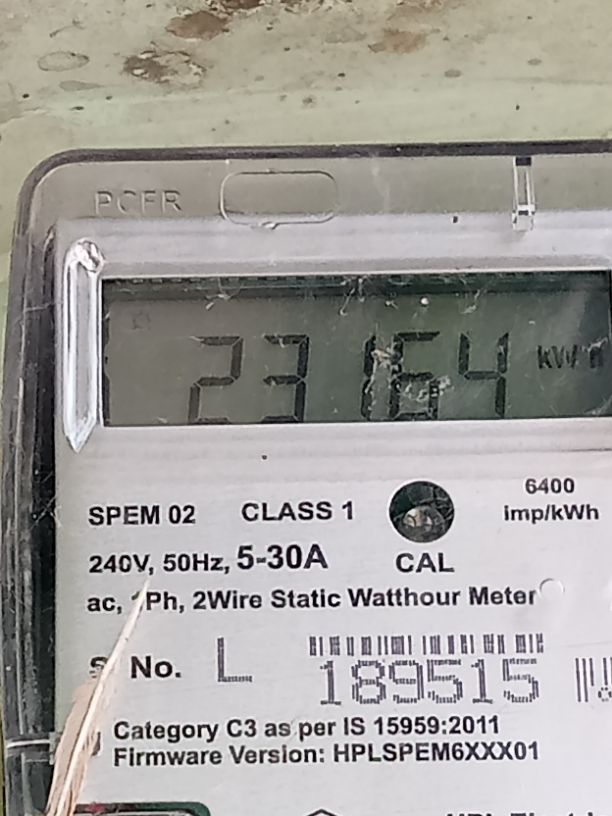 PCER
23164 kWh
SPEM 02 CLASS 1
6400
imp/kWh
240V, 50Hz, 5-30A CAL
ac, 1Ph, 2Wire Static Watthour Meter
S. No. L 189515
Category C3 as per IS 15959:2011
Firmware Version: HPLSPEM6XXX01